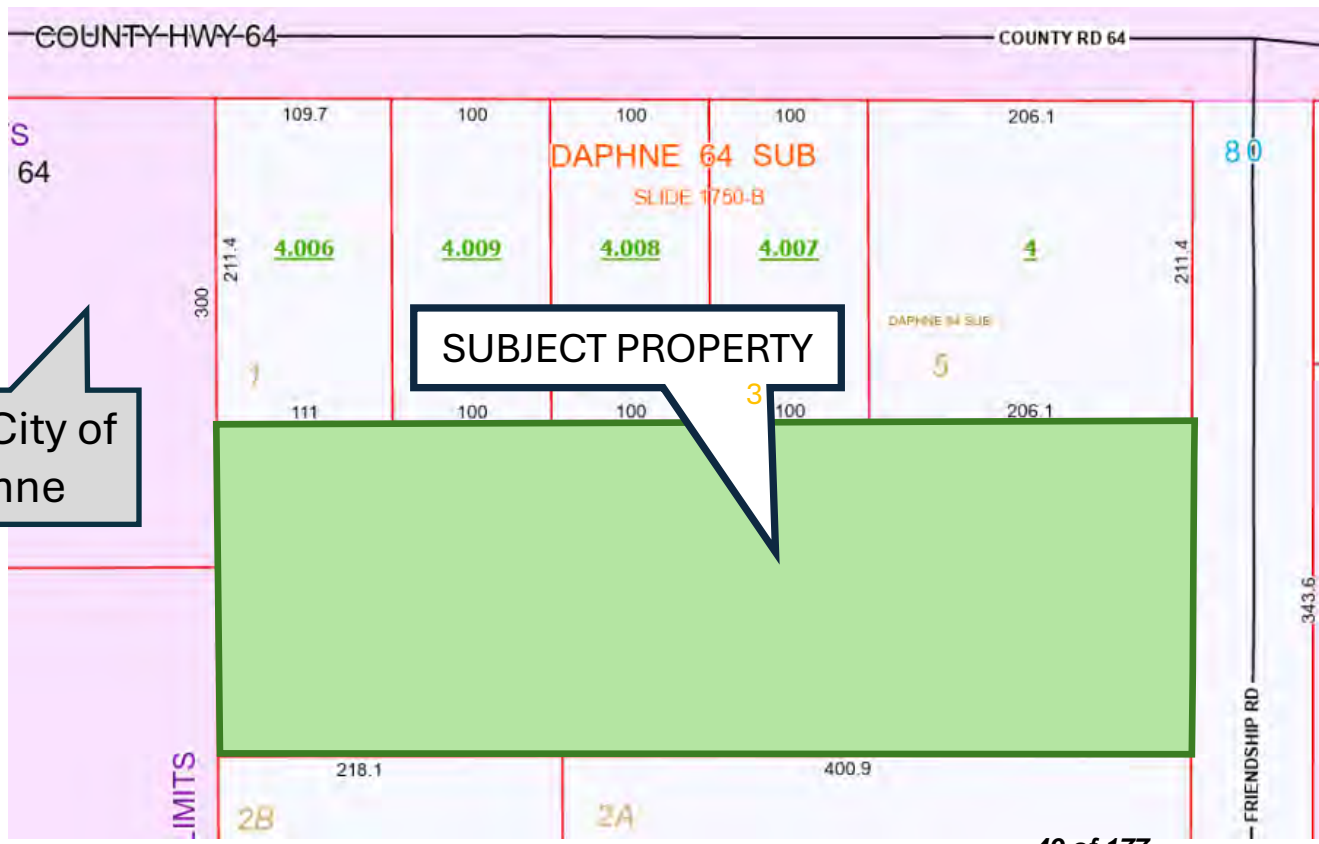 COUNTY HWY 64
COUNTY RD 64
109.7
100
100
100
206.1
S
64
DAPHNE 64 SUB
SLIDE 1750-B
80
4.006
4.009
4.008
4.007
4
211.4
211.4
300
SUBJECT PROPERTY
DAPHNE 64 SUB
1
5
3
111
100
100
100
206.1
City of
nne
343.6
FRIENDSHIP RD
218.1
400.9
LIMITS
2B
2A
49 of 177